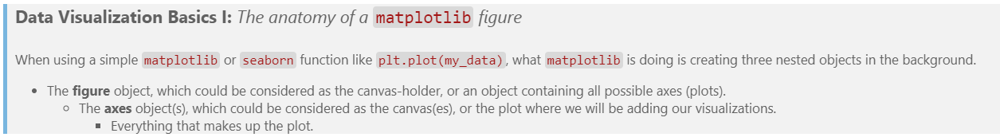 Data Visualization Basics I: The anatomy of a matplotlib figure
When using a simple matplotlib or seaborn function like plt.plot(my_data), what matplotlib is doing is creating three nested objects in the background.
• The figure object, which could be considered as the canvas-holder, or an object containing all possible axes (plots).
◦ The axes object(s), which could be considered as the canvas(es), or the plot where we will be adding our visualizations.
▪ Everything that makes up the plot.